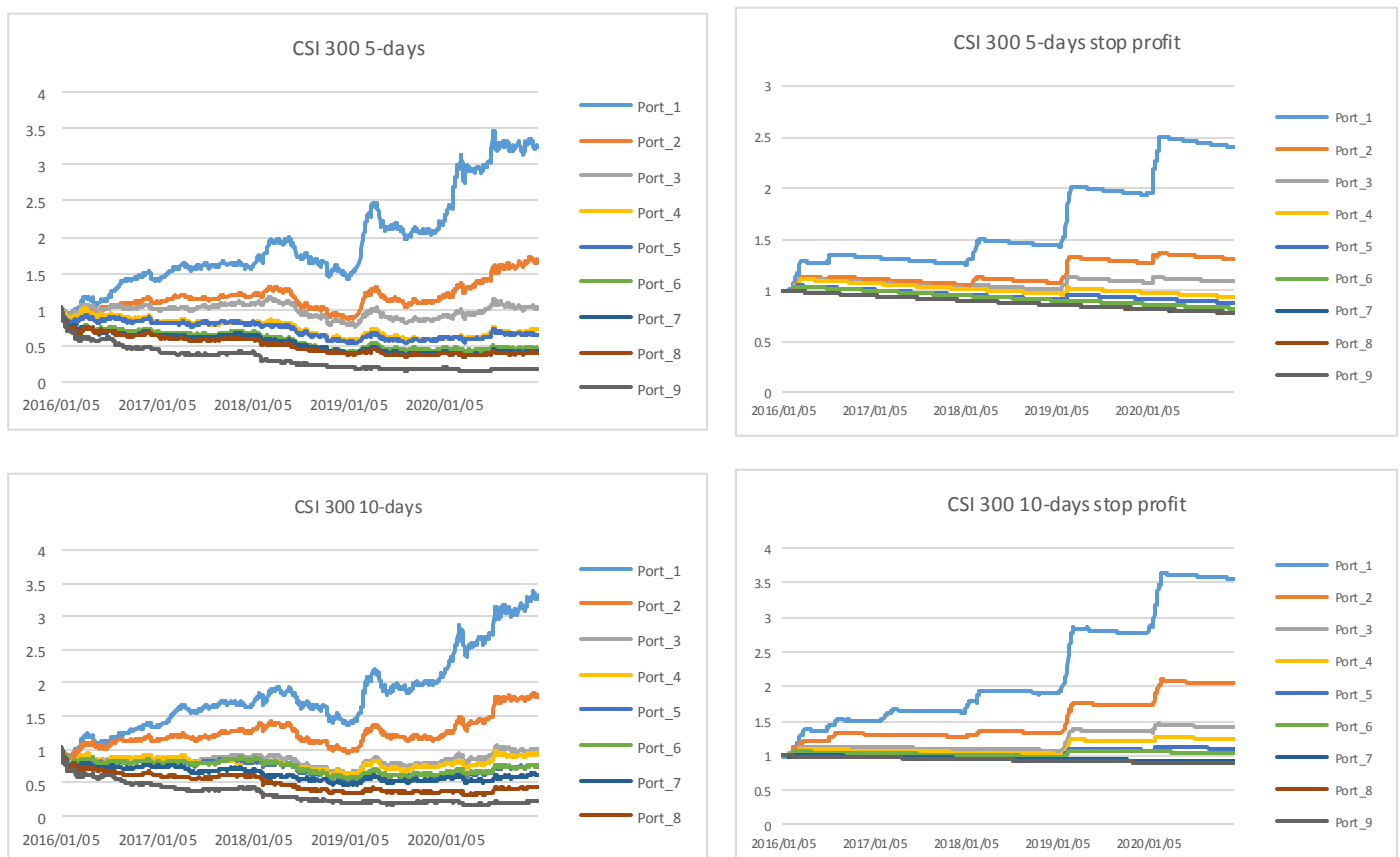 CSI 300 5-days
4
3.5
3
2.5
2
1.5
1
0.5
0
2016/01/05 2017/01/05 2018/01/05 2019/01/05 2020/01/05
Port_1
Port_2
Port_3
Port_4
Port_5
Port_6
Port_7
Port_8
Port_9
CSI 300 5-days stop profit
3
2.5
2
1.5
1
0.5
0
2016/01/05 2017/01/05 2018/01/05 2019/01/05 2020/01/05
Port_1
Port_2
Port_3
Port_4
Port_5
Port_6
Port_7
Port_8
Port_9
CSI 300 10-days
4
3.5
3
2.5
2
1.5
1
0.5
0
2016/01/05 2017/01/05 2018/01/05 2019/01/05 2020/01/05
Port_1
Port_2
Port_3
Port_4
Port_5
Port_6
Port_7
Port_8
CSI 300 10-days stop profit
4
3.5
3
2.5
2
1.5
1
0.5
0
2016/01/05 2017/01/05 2018/01/05 2019/01/05 2020/01/05
Port_1
Port_2
Port_3
Port_4
Port_5
Port_6
Port_7
Port_8
Port_9